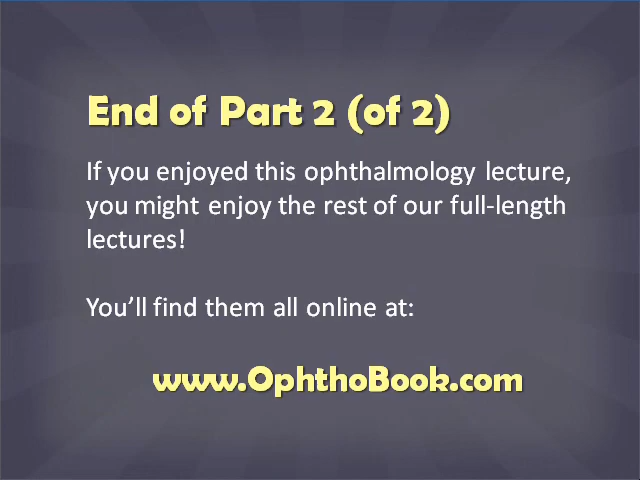 End of Part 2 (of 2)
If you enjoyed this ophthalmology lecture,
you might enjoy the rest of our full-length
lectures!
You’ll find them all online at:
www.OphthoBook.com